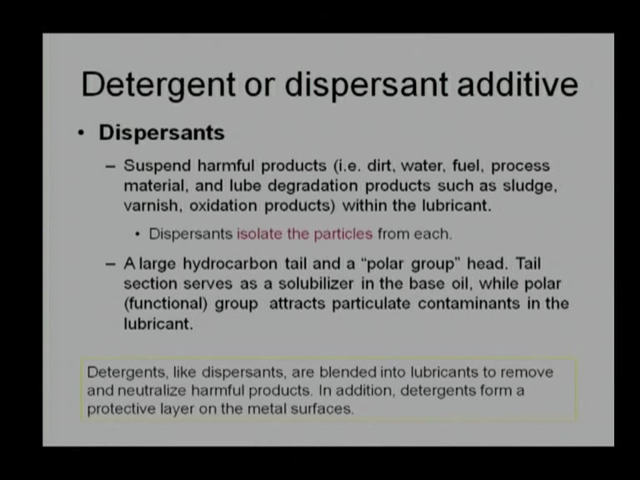 Detergent or dispersant additive
• Dispersants
– Suspend harmful products (i.e. dirt, water, fuel, process
material, and lube degradation products such as sludge,
varnish, oxidation products) within the lubricant.
• Dispersants isolate the particles from each.
– A large hydrocarbon tail and a “polar group” head. Tail
section serves as a solubilizer in the base oil, while polar
(functional) group attracts particulate contaminants in the
lubricant.
Detergents, like dispersants, are blended into lubricants to remove
and neutralize harmful products. In addition, detergents form a
protective layer on the metal surfaces.